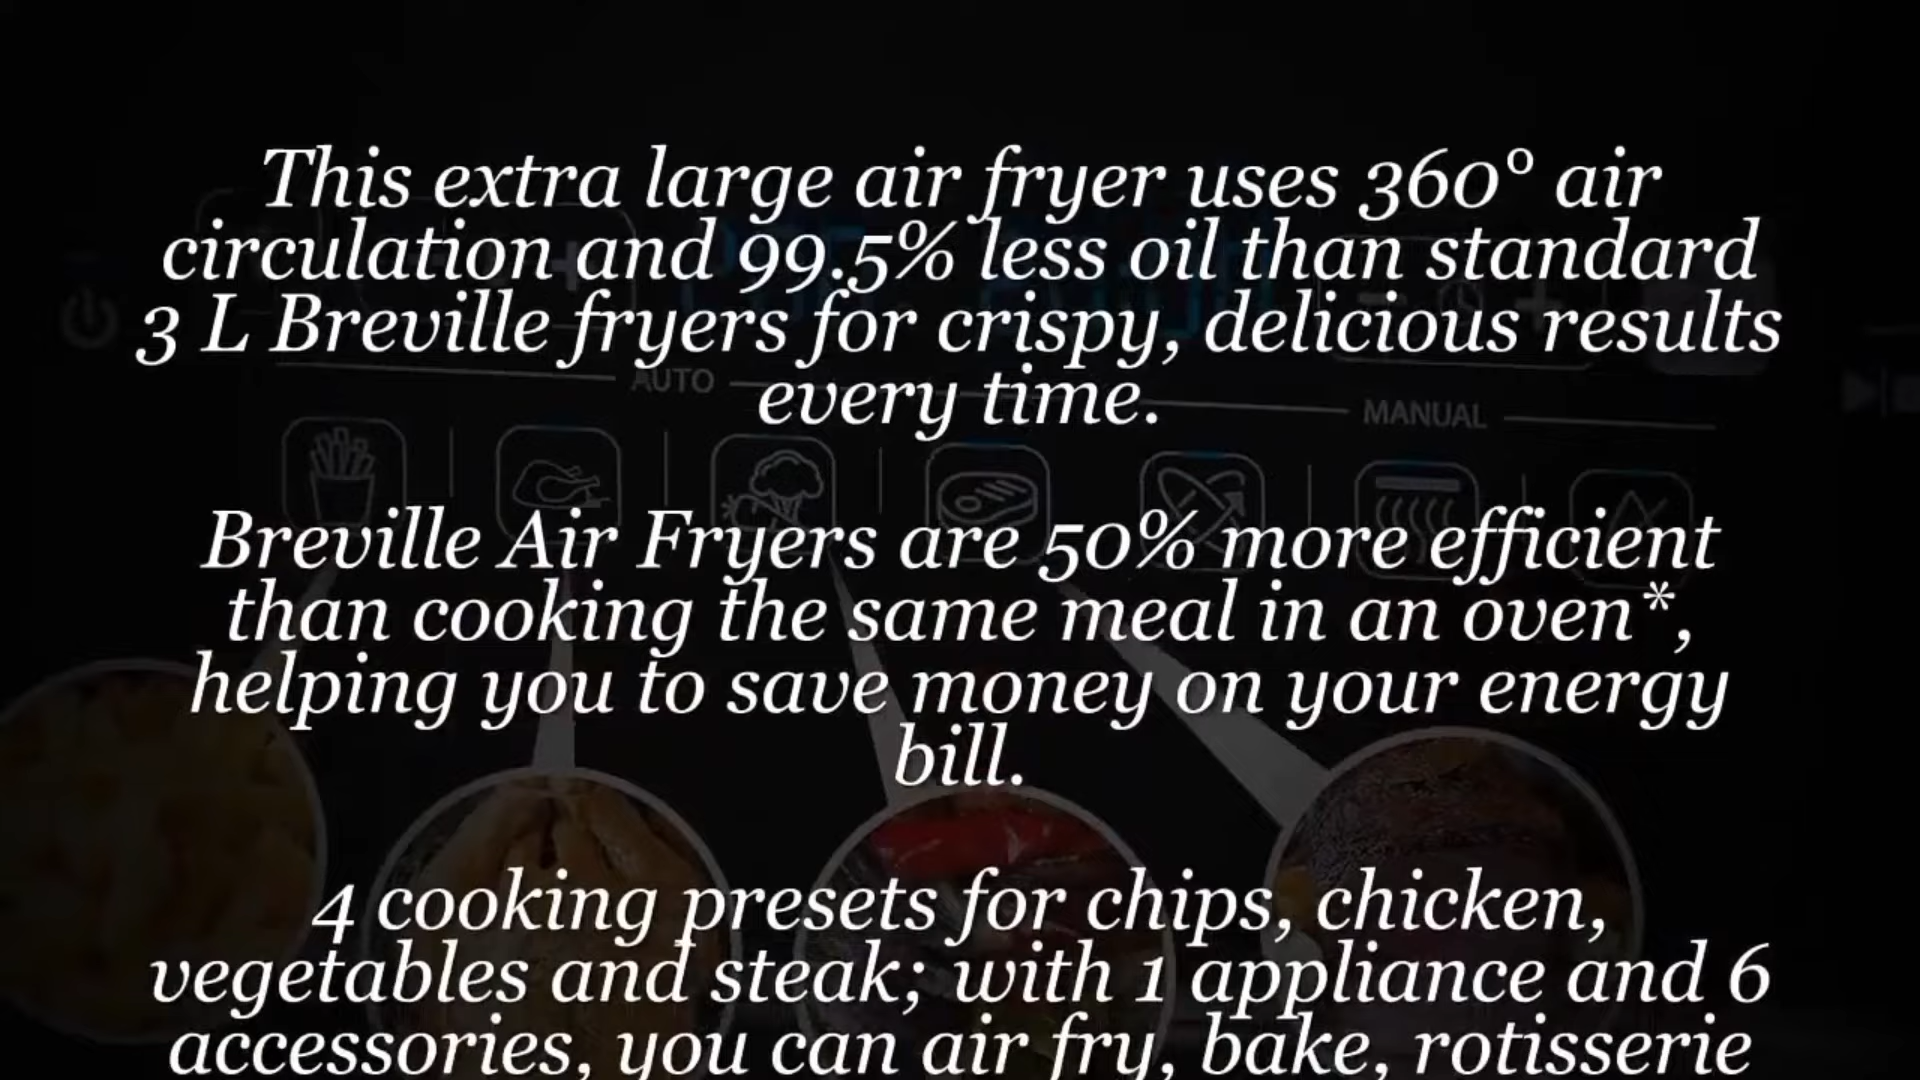 This extra large air fryer uses 360° air
circulation and 99.5% less oil than standard
3 L Breville fryers for crispy, delicious results
every time.
AUTO
MANUAL
Breville Air Fryers are 50% more efficient
than cooking the same meal in an oven*,
helping you to save money on your energy
bill.
4 cooking presets for chips, chicken,
vegetables and steak; with 1 appliance and 6
accessories, you can air fry, bake, rotisserie